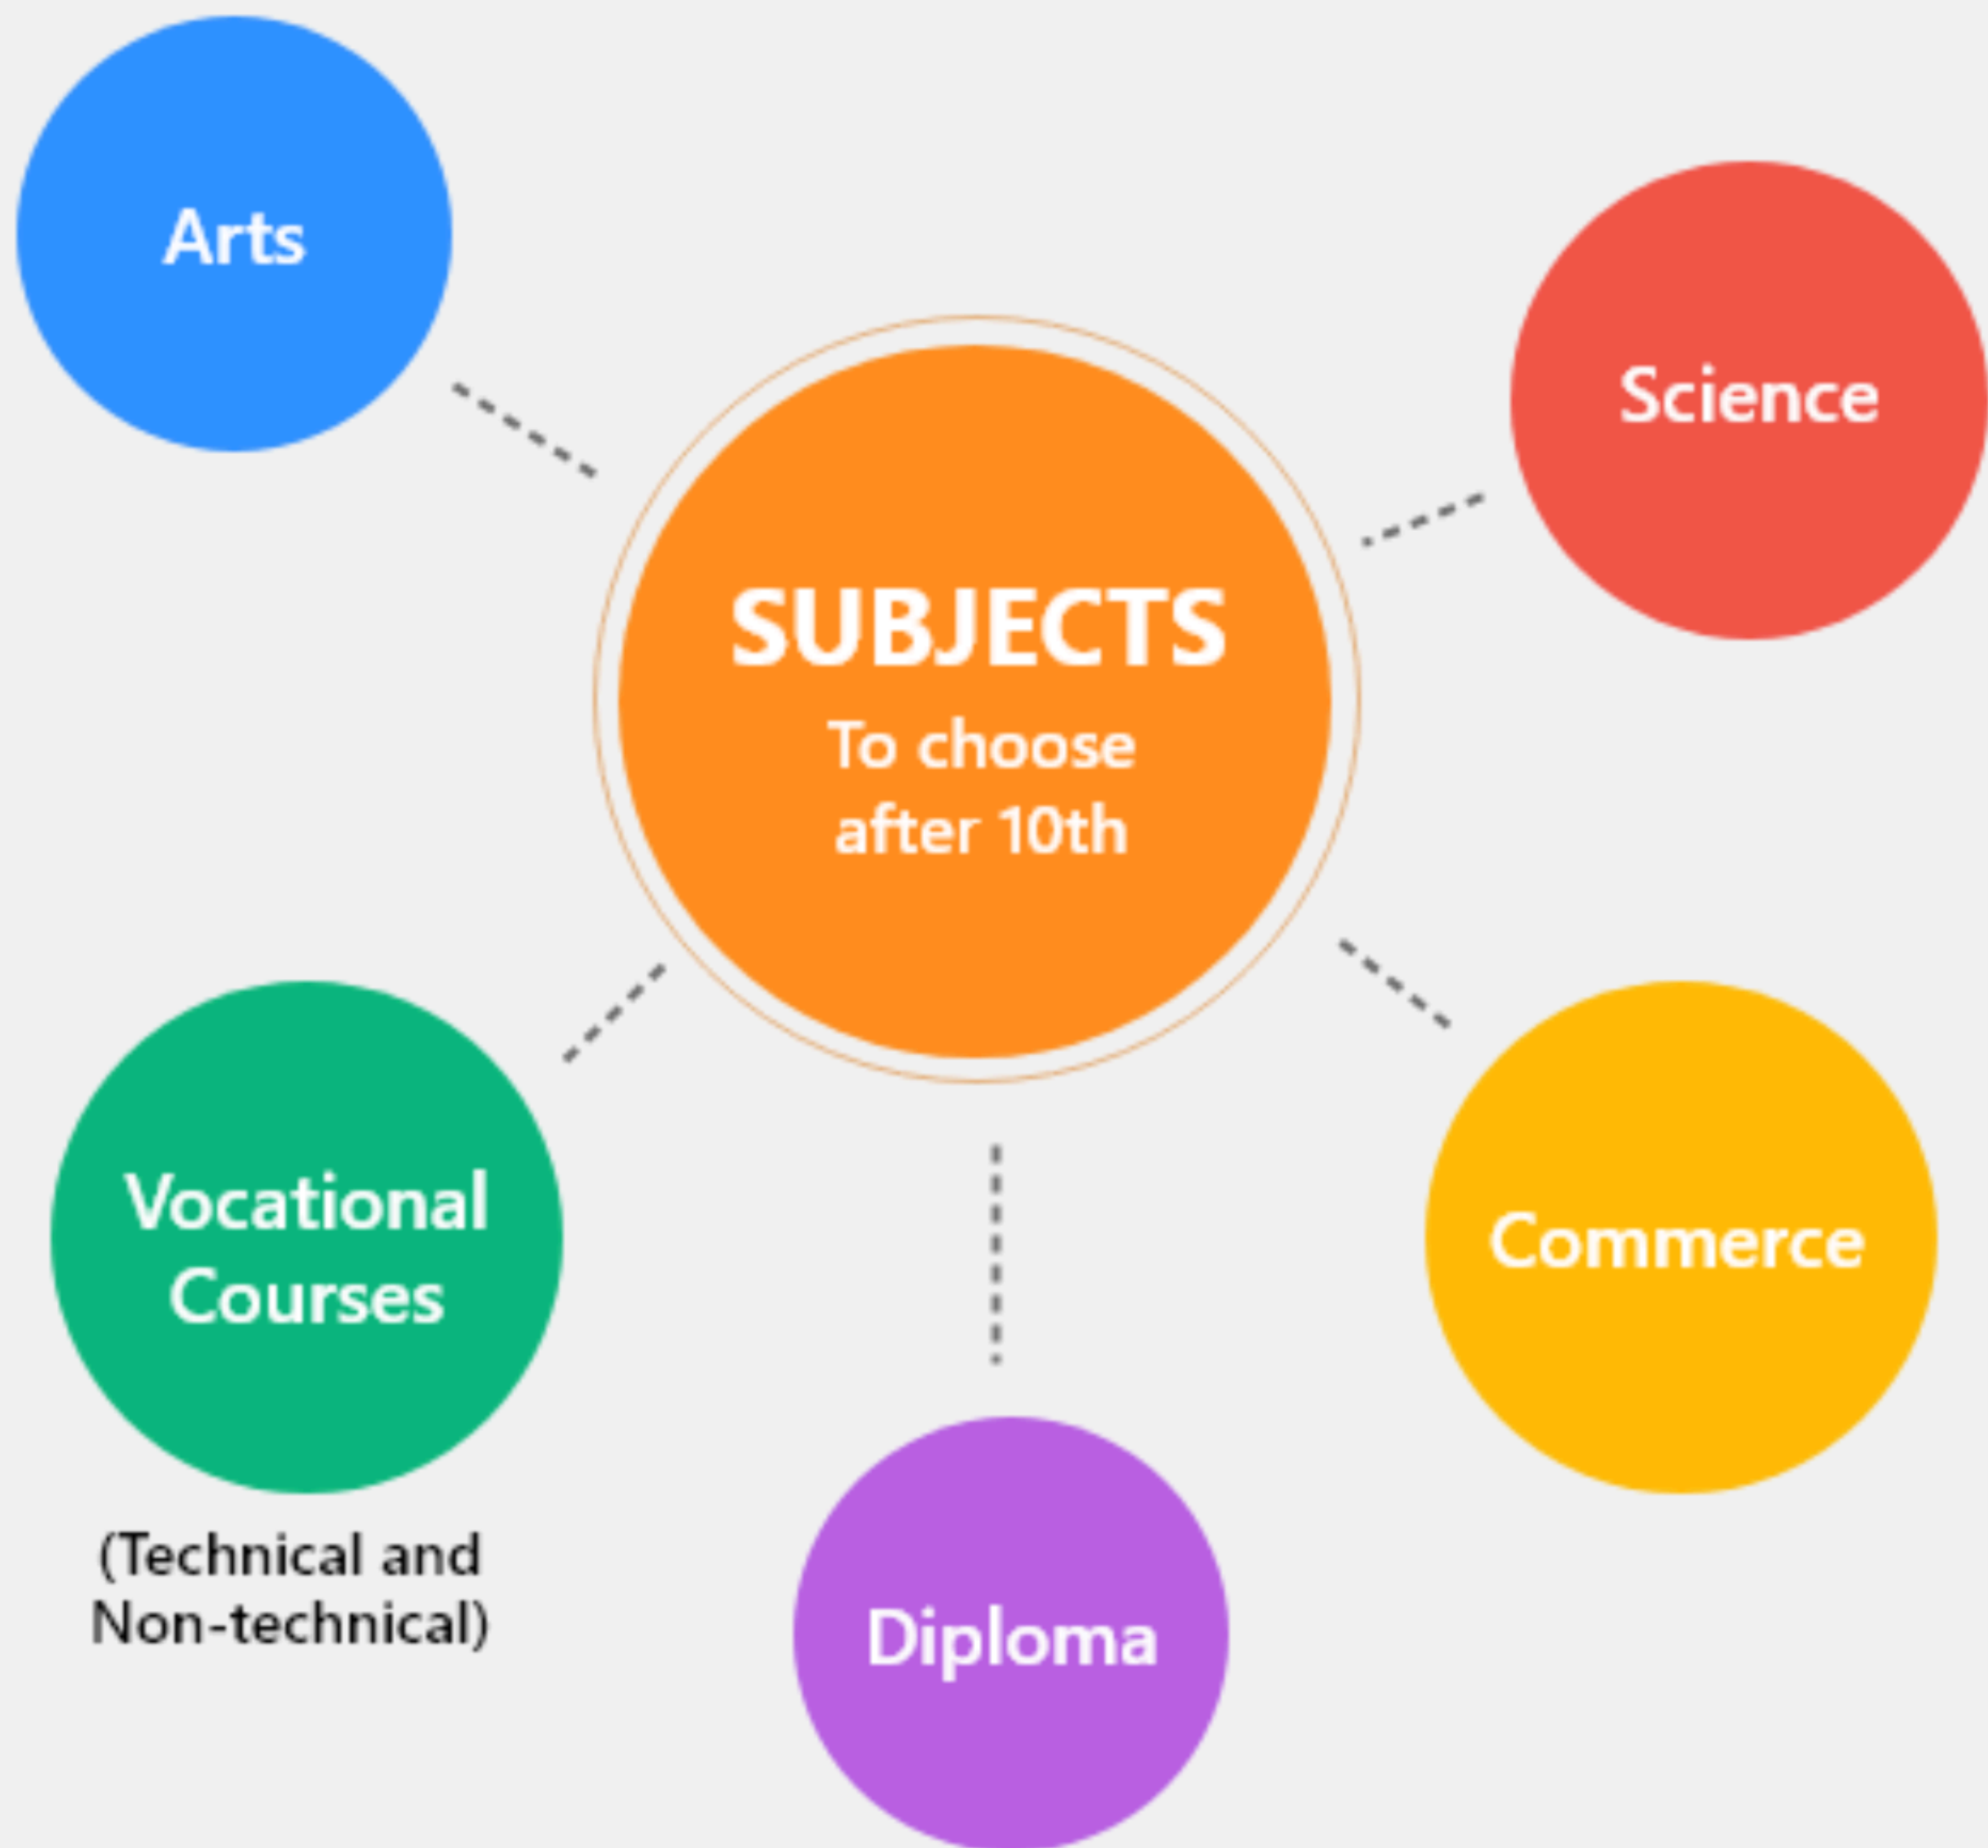 Arts
Science
SUBJECTS
To choose
after 10th
Vocational
Courses
(Technical and
Non-technical)
Commerce
Diploma